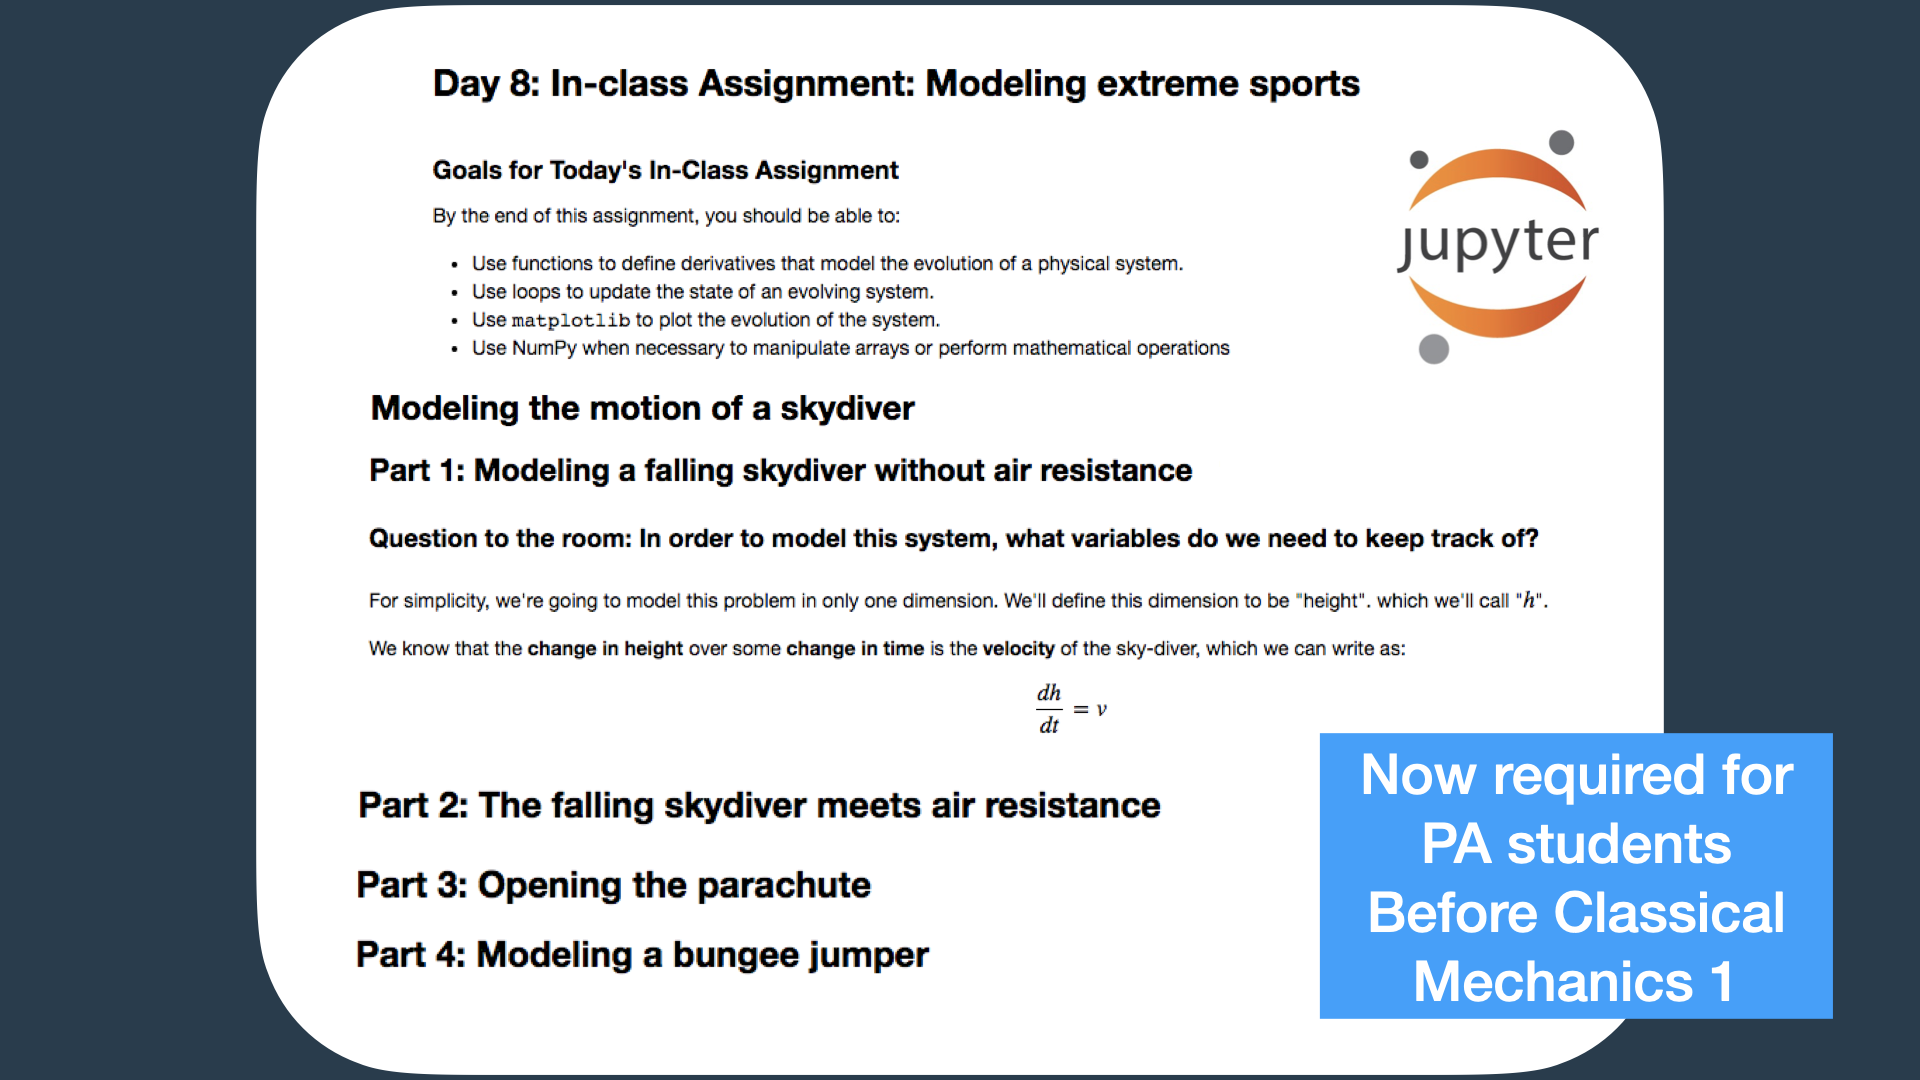 Day 8: In-class Assignment: Modeling extreme sports
Goals for Today's In-Class Assignment
By the end of this assignment, you should be able to:
• Use functions to define derivatives that model the evolution of a physical system.
• Use loops to update the state of an evolving system.
• Use matplotlib to plot the evolution of the system.
• Use NumPy when necessary to manipulate arrays or perform mathematical operations
jupyter
Modeling the motion of a skydiver
Part 1: Modeling a falling skydiver without air resistance
Question to the room: In order to model this system, what variables do we need to keep track of?
For simplicity, we're going to model this problem in only one dimension. We'll define this dimension to be "height". which we'll call "h".
We know that the change in height over some change in time is the velocity of the sky-diver, which we can write as:
dh
dt
= v
Part 2: The falling skydiver meets air resistance
Part 3: Opening the parachute
Part 4: Modeling a bungee jumper
Now required for
PA students
Before Classical
Mechanics 1